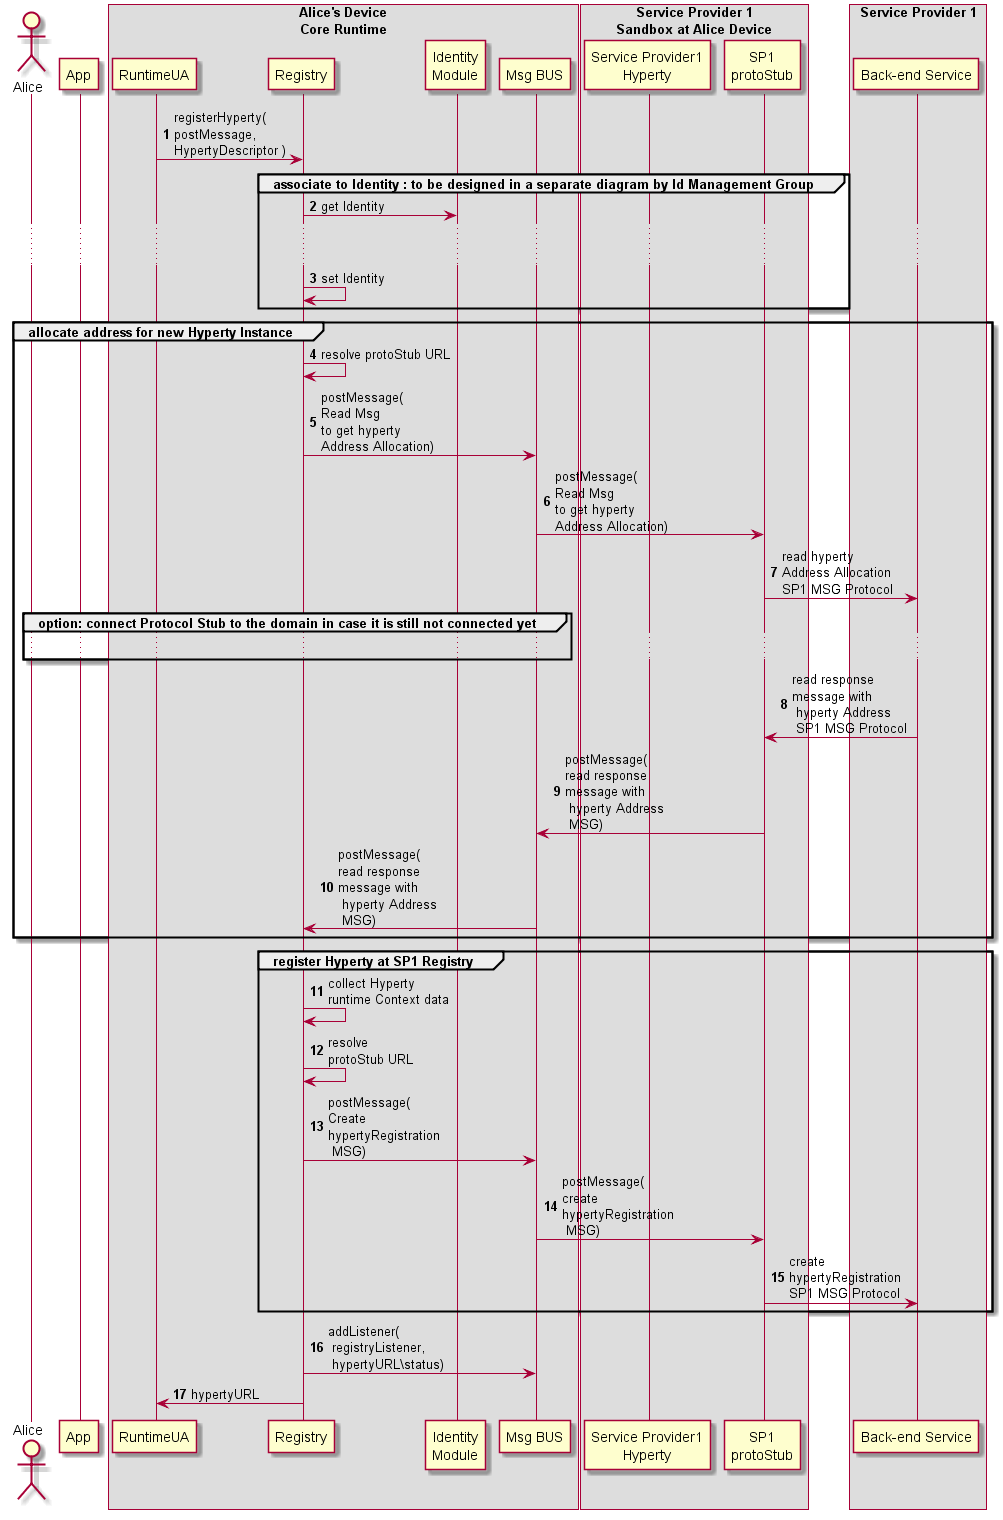 Alice's Device
Core Runtime
Service Provider 1
Sandbox at Alice Device
Service Provider 1
Alice
App
RuntimeUA
Registry
Identity
Module
Msg BUS
Service Provider1
Hyperty
SP1
protoStub
Back-end Service
1
registerHyperty(
postMessage,
HypertyDescriptor )
associate to Identity : to be designed in a separate diagram by Id Management Group
2 get Identity
3 set Identity
allocate address for new Hyperty Instance
4 resolve protoStub URL
5
postMessage(
Read Msg
to get hyperty
Address Allocation)
6
postMessage(
Read Msg
to get hyperty
Address Allocation)
7
read hyperty
Address Allocation
SP1 MSG Protocol
option: connect Protocol Stub to the domain in case it is still not connected yet
8
read response
message with
hyperty Address
SP1 MSG Protocol
9
postMessage(
read response
message with
hyperty Address
MSG)
10
postMessage(
read response
message with
hyperty Address
MSG)
register Hyperty at SP1 Registry
11
collect Hyperty
runtime Context data
12
resolve
protoStub URL
13
postMessage(
Create
hypertyRegistration
MSG)
14
postMessage(
create
hypertyRegistration
MSG)
15
create
hypertyRegistration
SP1 MSG Protocol
16
addListener(
registryListener,
hypertyURL\status)
17 hypertyURL
Alice
App
RuntimeUA
Registry
Identity
Module
Msg BUS
Service Provider1
Hyperty
SP1
protoStub
Back-end Service